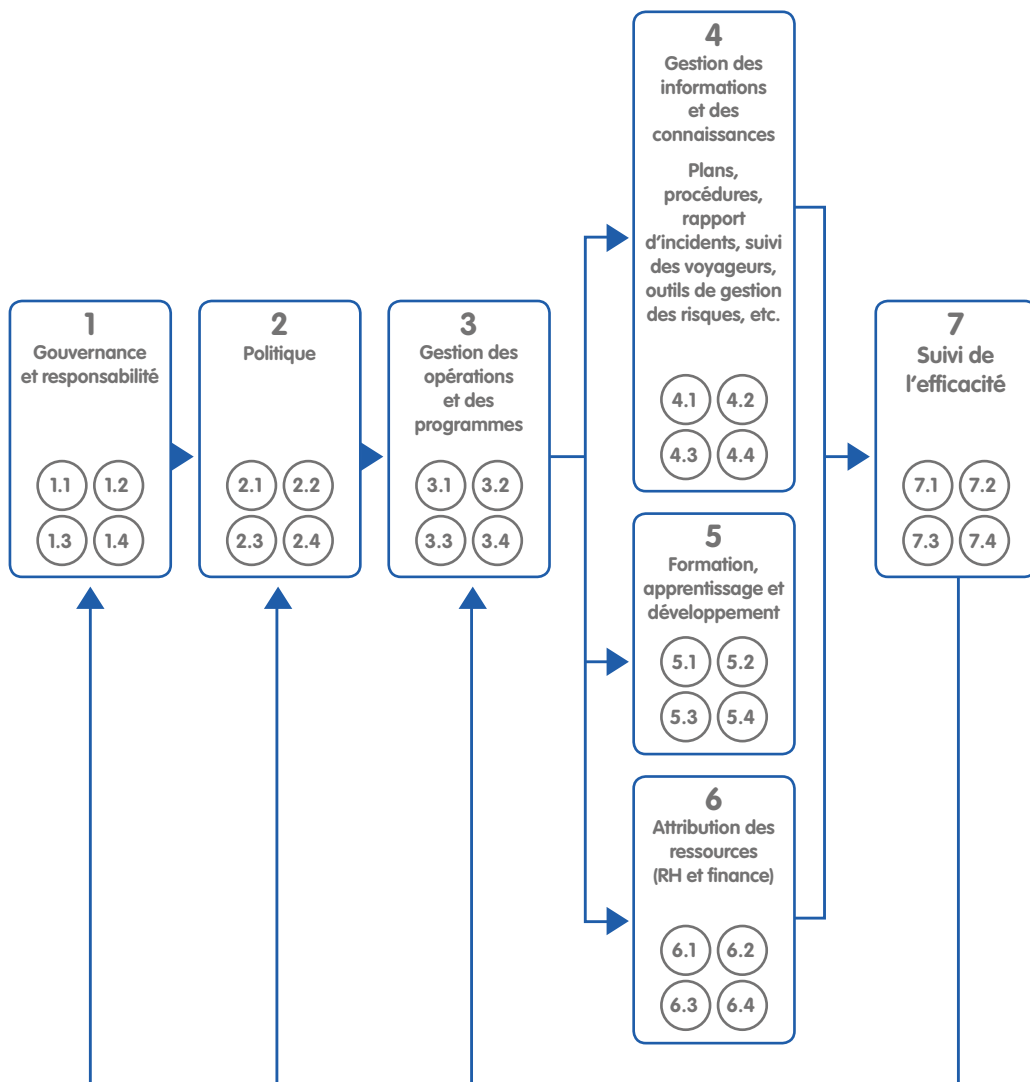 1
Gouvernance
et responsabilité
1.1 1.2
1.3 1.4
2
Politique
2.1 2.2
2.3 2.4
3
Gestion des
opérations
et des
programmes
3.1 3.2
3.3 3.4
4
Gestion des
informations
et des
connaissances
Plans,
procédures,
rapport
d’incidents, suivi
des voyageurs,
outils de gestion
des risques, etc.
4.1 4.2
4.3 4.4
5
Formation,
apprentissage et
développement
5.1 5.2
5.3 5.4
6
Attribution des
ressources
(RH et finance)
6.1 6.2
6.3 6.4
7
Suivi de
l’efficacité
7.1 7.2
7.3 7.4